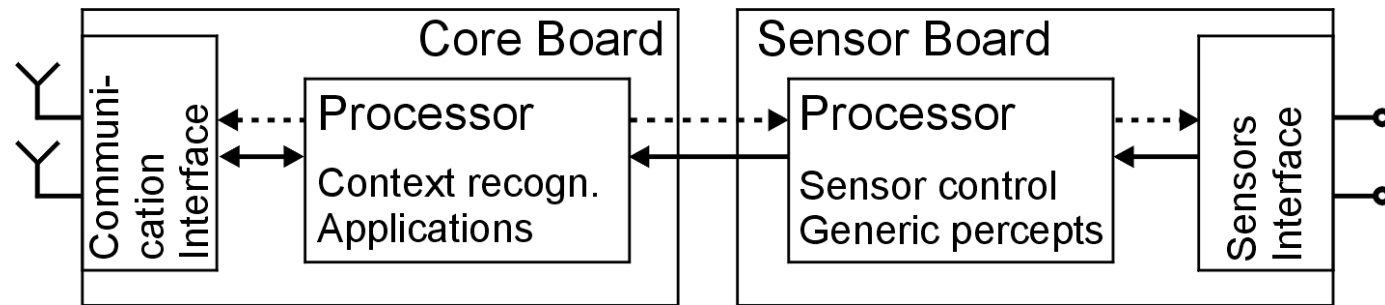 Core Board
Communi-
cation
Interface
Processor
Context recogn.
Applications
Sensor Board
Processor
Sensor control
Generic percepts
Sensors
Interface